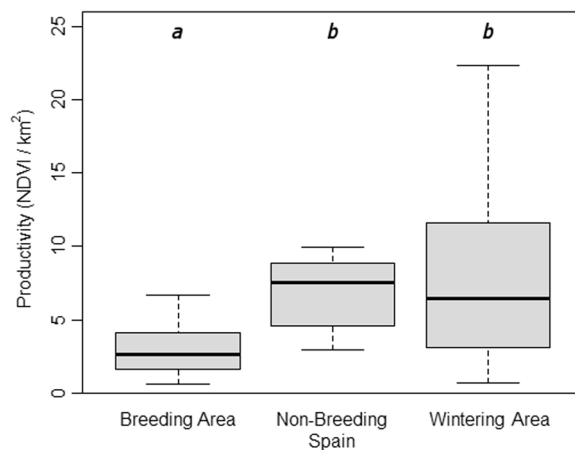 25
20
15
10
5
0
Productivity (NDVI / km²)
a b b
Breeding Area Non-Breeding Spain Wintering Area